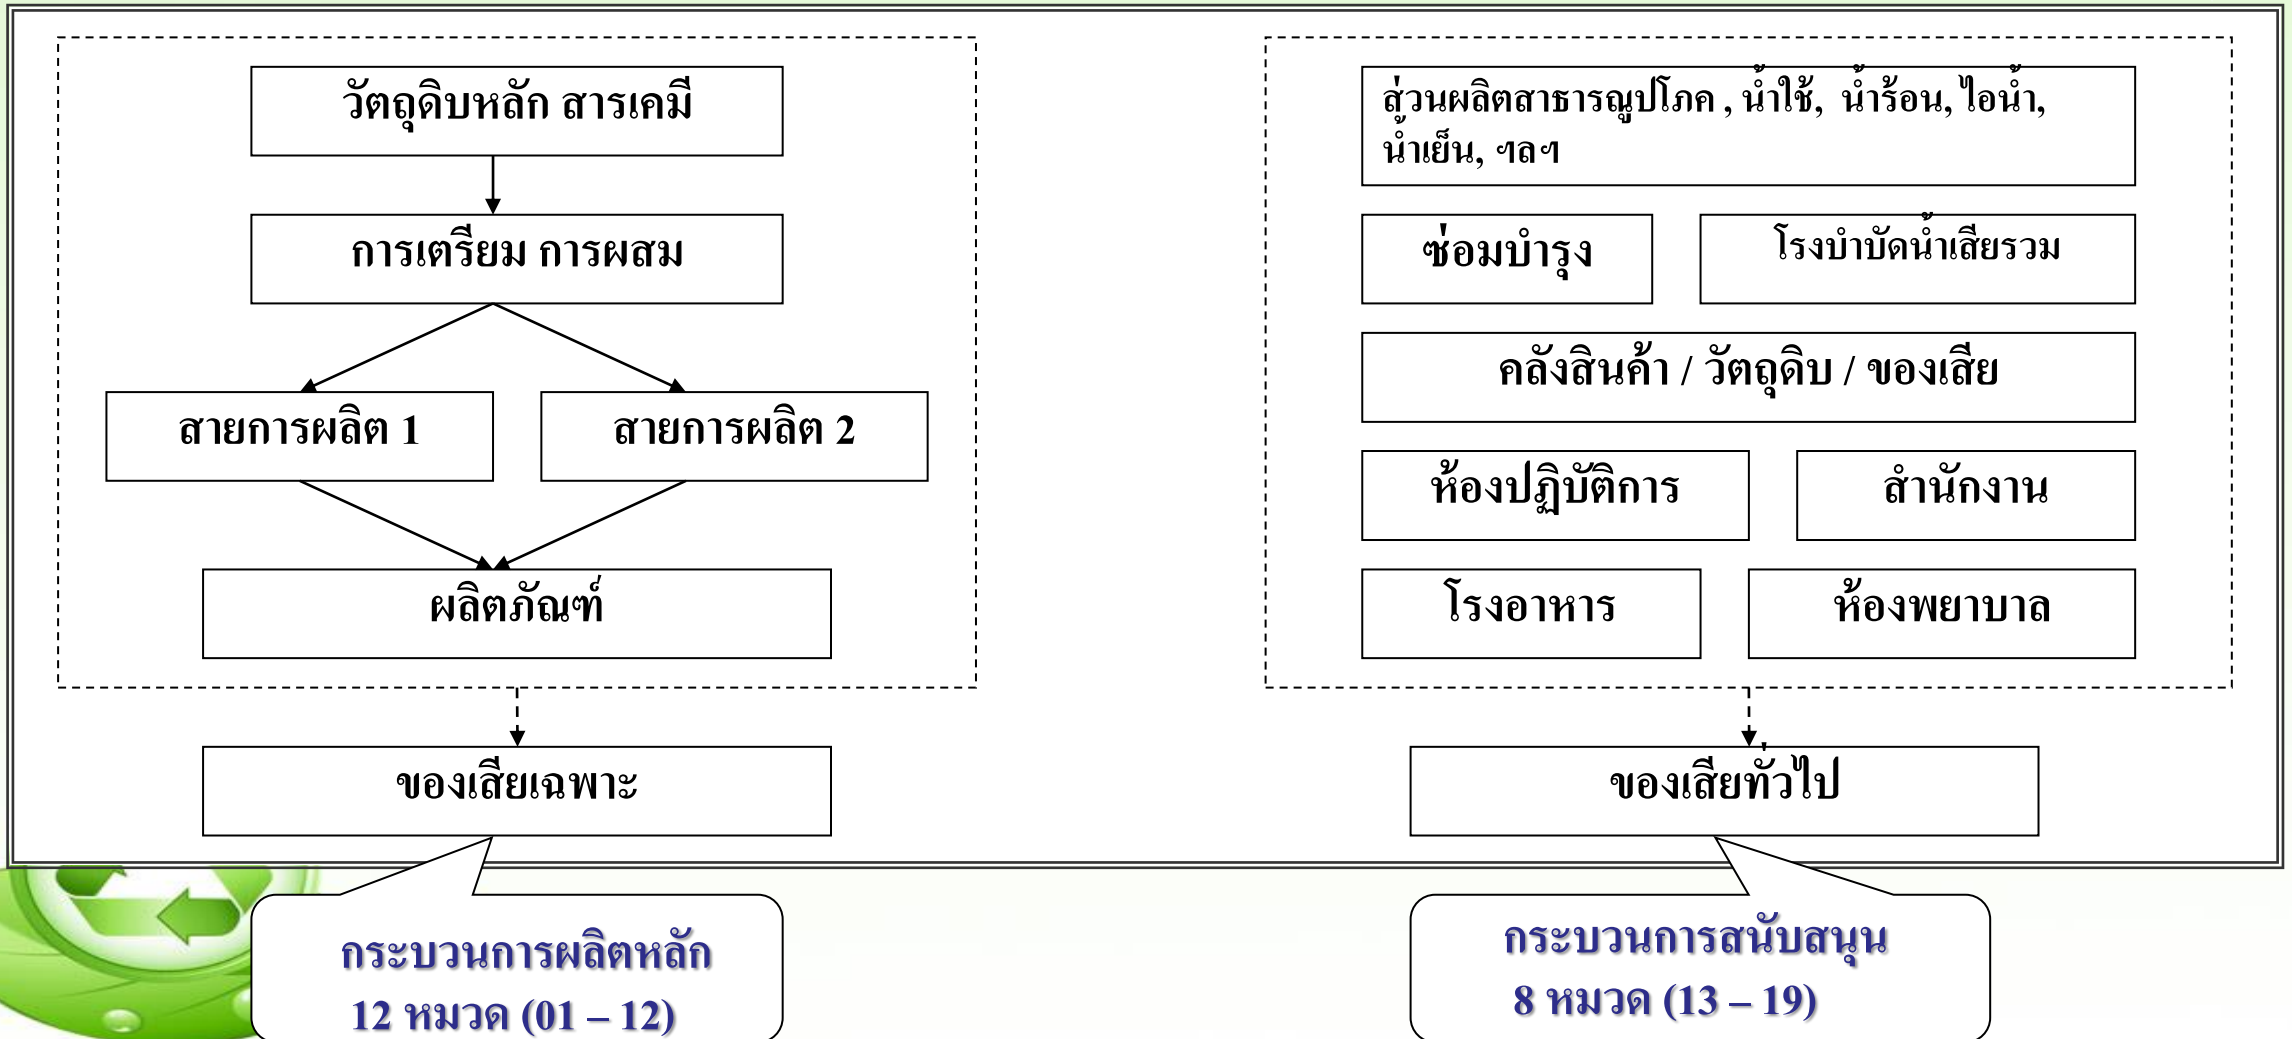 วัตถุดิบหลัก สารเคมี
การเตรียม การผสม
สายการผลิต 1
สายการผลิต 2
ผลิตภัณฑ์
ของเสียเฉพาะ
กระบวนการผลิตหลัก
12 หมวด (01 – 12)
ส่วนผลิตสาธารณูปโภค , น้ำใช้, น้ำร้อน, ไอน้ำ,
น้ำเย็น, ฯลฯ
ซ่อมบำรุง
โรงบำบัดน้ำเสียรวม
คลังสินค้า / วัตถุดิบ / ของเสีย
ห้องปฏิบัติการ
สำนักงาน
โรงอาหาร
ห้องพยาบาล
ของเสียทั่วไป
กระบวนการสนับสนุน
8 หมวด (13 – 19)